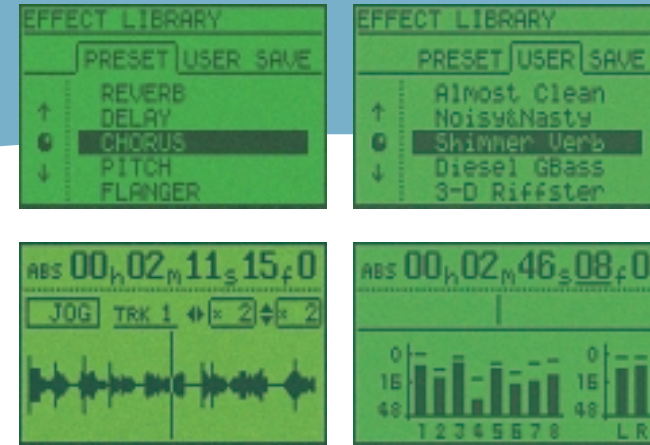 EFFECT LIBRARY
PRESET USER SAVE
REVERB
DELAY
CHORUS
PITCH
FLANGER
EFFECT LIBRARY
PRESET USER SAVE
Almost Clean
Noisy&Nasty
Shimmer Verb
Diesel GBass
3-D Riffster
ABS 00h02m11s15f0
JOG TRK 1 × 2 × 2
ABS 00h02m46s08f0
0 0
16 16
48 48
1 2 3 4 5 6 7 8 L R